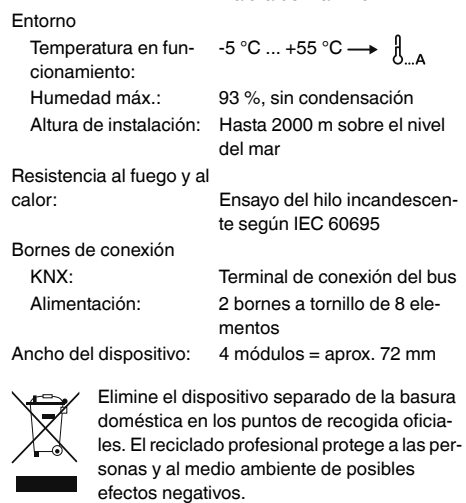 Entorno
Temperatura en fun- -5 °C ... +55 °C → ...A
cionamiento:
Humedad máx.: 93 %, sin condensación
Altura de instalación: Hasta 2000 m sobre el nivel
del mar
Resistencia al fuego y al
calor: Ensayo del hilo incandescen-
te según IEC 60695
Bornes de conexión
KNX: Terminal de conexión del bus
Alimentación: 2 bornes a tornillo de 8 ele-
mentos
Ancho del dispositivo: 4 módulos = aprox. 72 mm
Elimine el dispositivo separado de la basura
doméstica en los puntos de recogida oficia-
les. El reciclado profesional protege a las per-
sonas y al medio ambiente de posibles
efectos negativos.